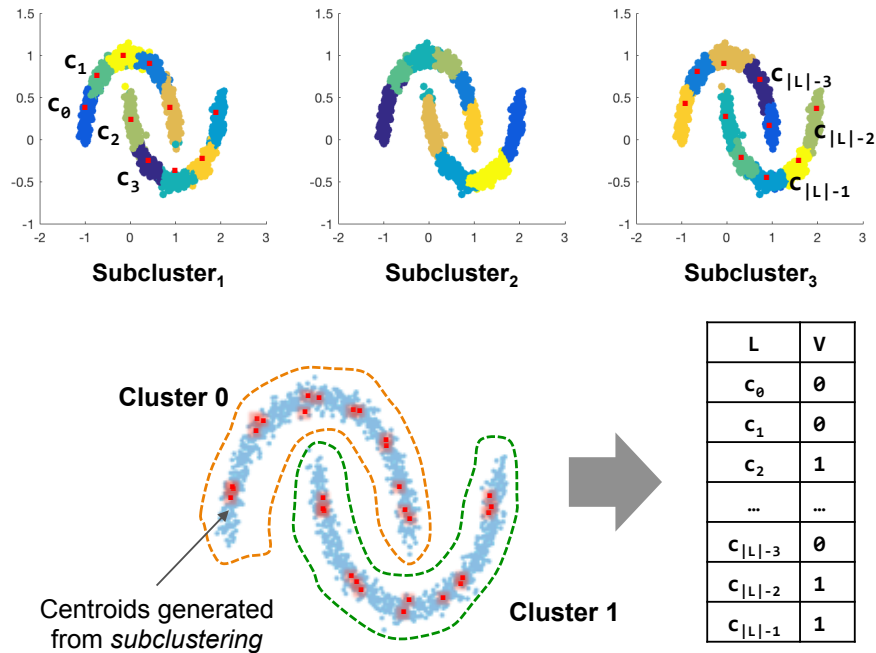 1.5
1
0.5
0
-0.5
-1
-2
-1
0
1
2
3
c₀
c₁
c₂
c₃
Subcluster₁
1.5
1
0.5
0
-0.5
-1
-2
-1
0
1
2
3
Subcluster₂
1.5
1
0.5
0
-0.5
-1
-2
-1
0
1
2
3
c|L|-3
c|L|-2
c|L|-1
Subcluster₃
Cluster 0
Cluster 1
Centroids generated
from subclustering
L V
c₀ 0
c₁ 0
c₂ 1
… …
c|L|-3 0
c|L|-2 1
c|L|-1 1